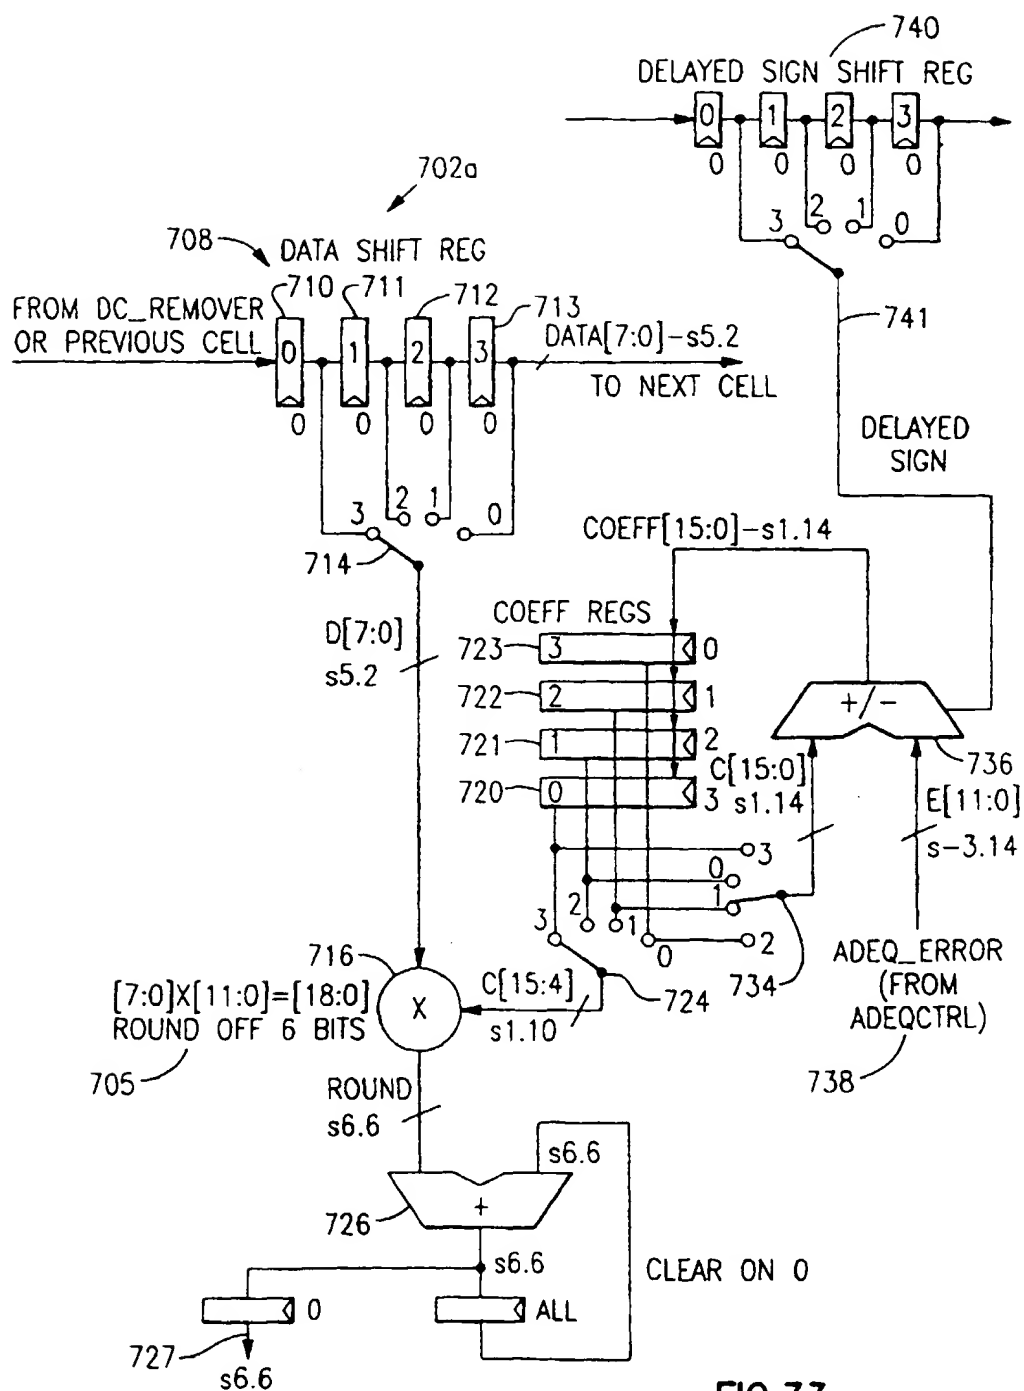 740
DELAYED SIGN SHIFT REG
0 1 2 3
0 0 0 0
3 2 1 0
741
DELAYED
SIGN
702a
708
DATA SHIFT REG
710 711 712 713
FROM DC_REMOVER
OR PREVIOUS CELL
0 1 2 3
0 0 0 0
DATA[7:0]-s5.2
TO NEXT CELL
3 2 1 0
714
D[7:0]
s5.2
COEFF[15:0]-s1.14
COEFF REGS
723 3 0
722 2 1
721 1 2
720 0 3
C[15:0]
s1.14
+/-
736
E[11:0]
s-3.14
3
0
1
2
734
3 2 1 0
724
ADEQ_ERROR
(FROM
ADEQCTRL)
738
716
X
C[15:4]
s1.10
[7:0]X[11:0]=[18:0]
ROUND OFF 6 BITS
705
ROUND
s6.6
s6.6
+
726
s6.6
CLEAR ON 0
0
ALL
727
s6.6